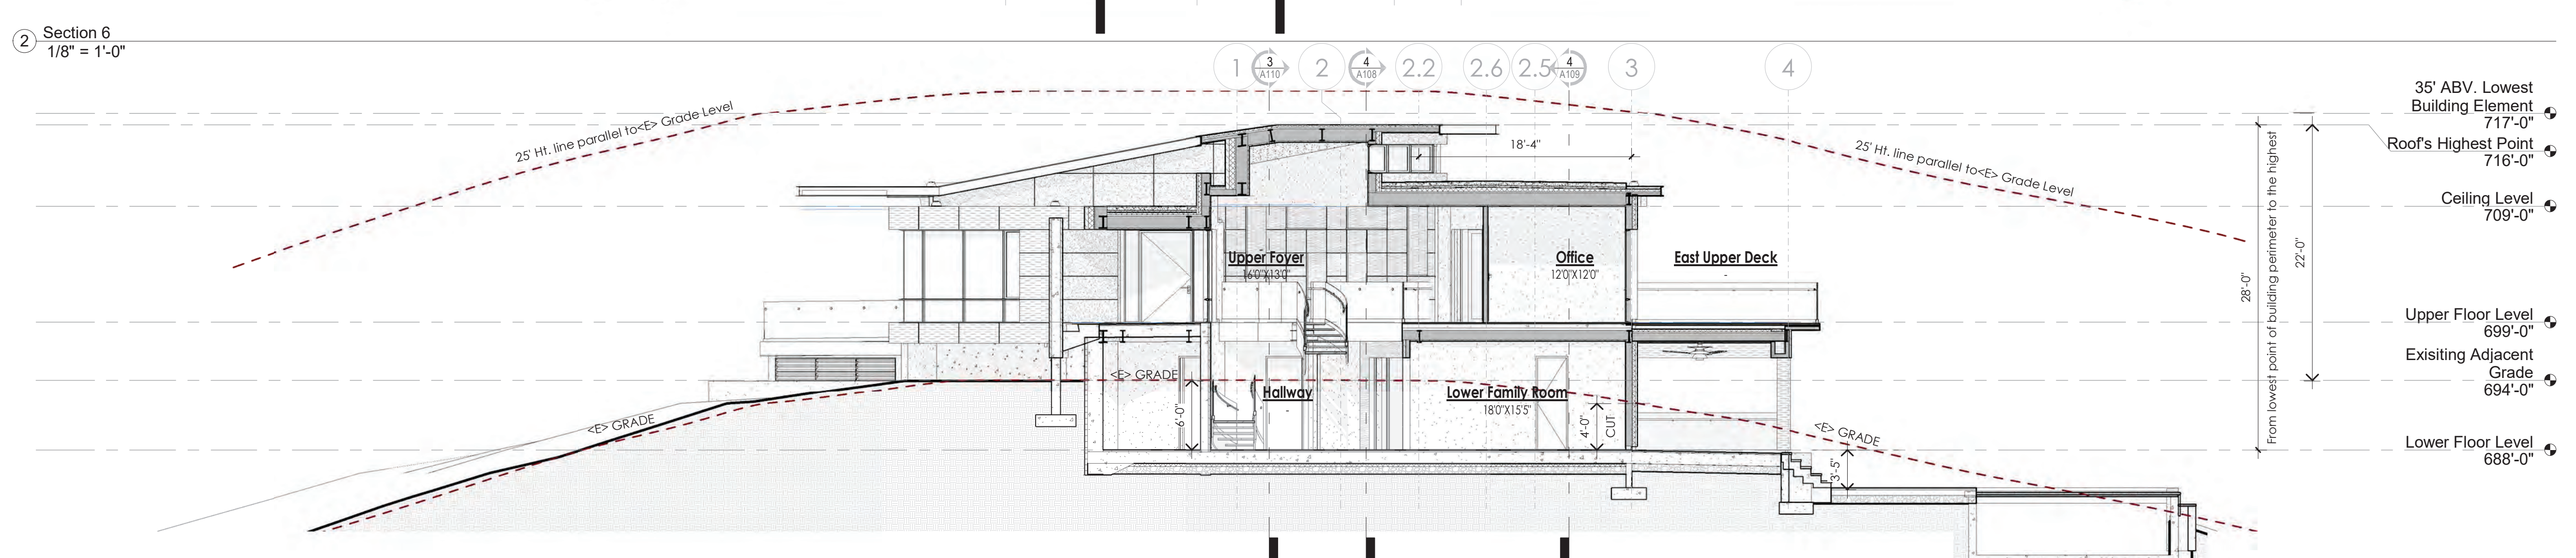 2
Section 6
1/8" = 1'-0"
1
3
A110
2
4
A108
2.2
2.6
2.5
4
A109
3
4
35' ABV. Lowest
Building Element
717'-0"
Roof's Highest Point
716'-0"
Ceiling Level
709'-0"
Upper Floor Level
699'-0"
Exisiting Adjacent
Grade
694'-0"
Lower Floor Level
688'-0"
25' Ht. line parallel to<E> Grade Level
25' Ht. line parallel to<E> Grade Level
18'-4"
28'-0"
From lowest point of building perimeter to the highest
22'-0"
Upper Foyer
16'0"X13'0"
Office
12'0"X12'0"
East Upper Deck
-
<E> GRADE
Hallway
-
Lower Family Room
18'0"X15'5"
6'-0"
4'-0"
CUT
<E> GRADE
<E> GRADE
3'-5"